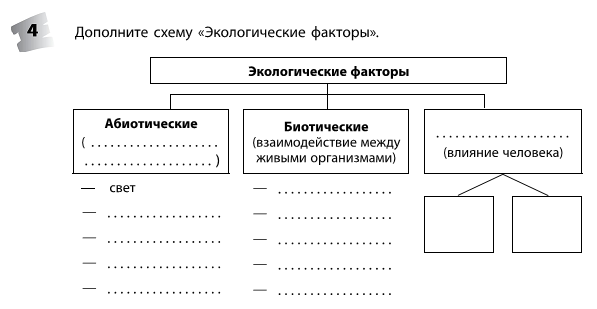 4
Дополните схему «Экологические факторы».
Экологические факторы
Абиотические
( . . . . . . . . . . . . . . . . . . .
. . . . . . . . . . . . . . . . . . . )
Биотические
(взаимодействие между
живыми организмами)
. . . . . . . . . . . . . . . . . . . .
(влияние человека)
— свет
— . . . . . . . . . . . . . . . . .
— . . . . . . . . . . . . . . . . .
— . . . . . . . . . . . . . . . . .
— . . . . . . . . . . . . . . . . .
— . . . . . . . . . . . . . . . . .
— . . . . . . . . . . . . . . . . .
— . . . . . . . . . . . . . . . . .
— . . . . . . . . . . . . . . . . .
— . . . . . . . . . . . . . . . . .